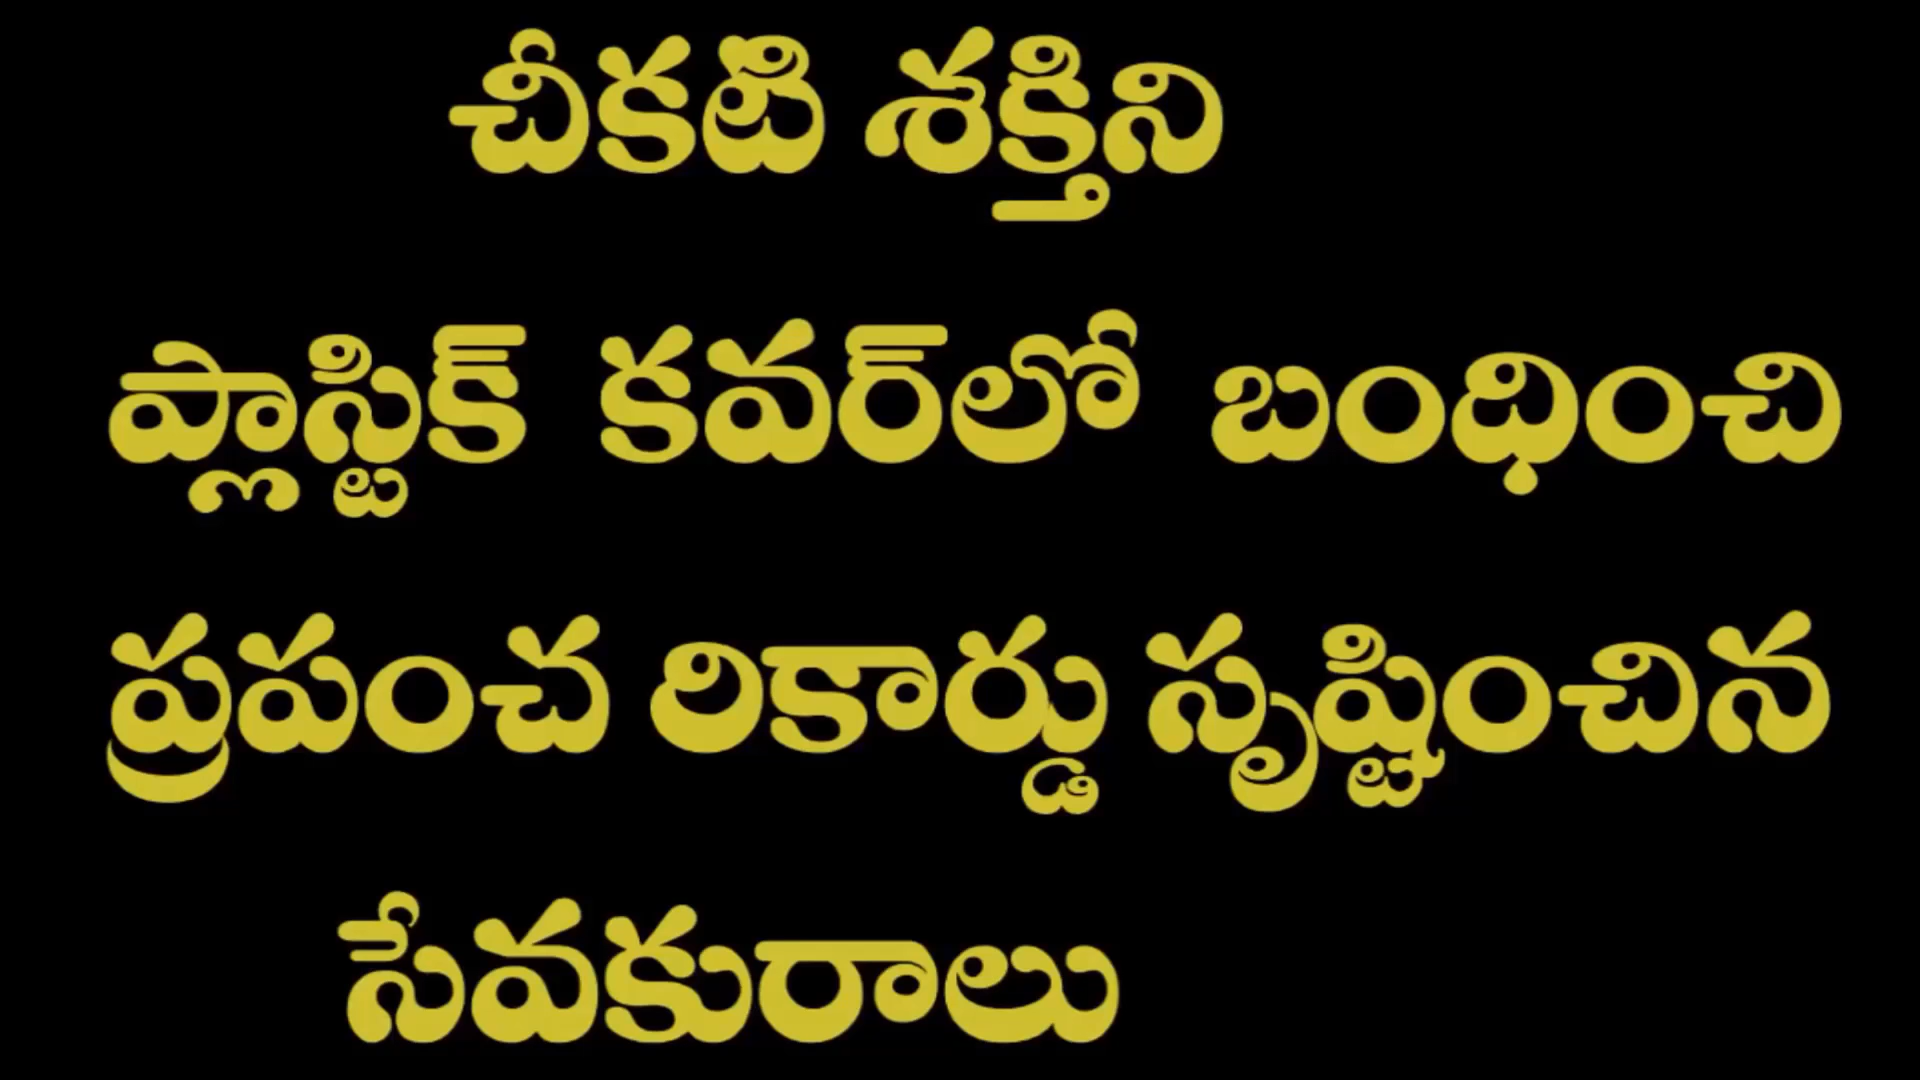 చీకటి శక్తిని
ప్లాస్టిక్ కవర్‌లో బంధించి
ప్రపంచ రికార్డు సృష్టించిన
సేవకురాలు